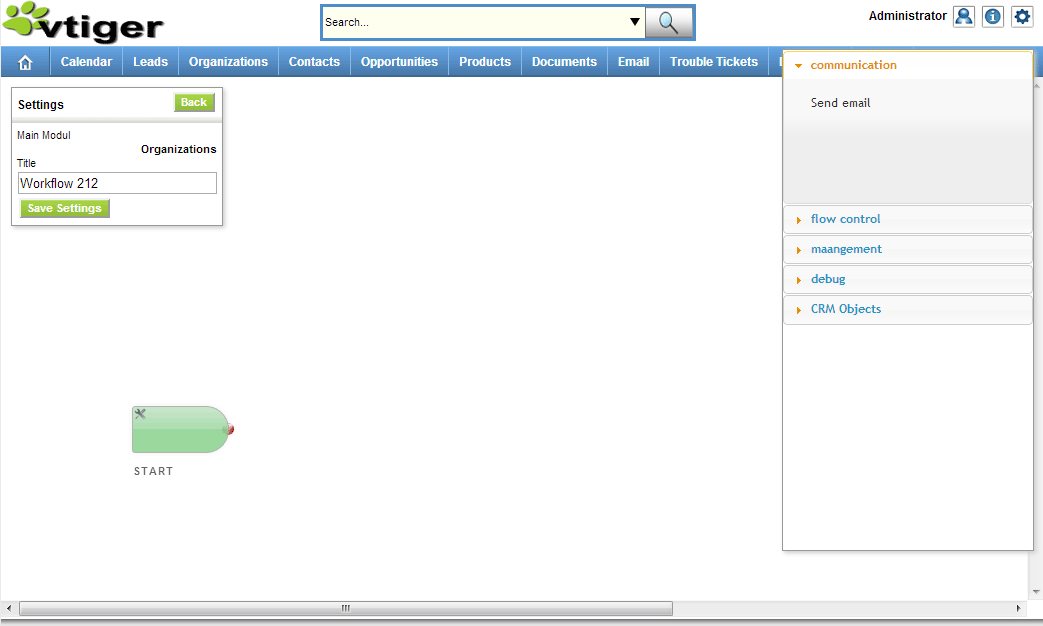 vtiger
Search...
Administrator
Calendar
Leads
Organizations
Contacts
Opportunities
Products
Documents
Email
Trouble Tickets
Settings
Back
Main Modul
Organizations
Title
Workflow 212
Save Settings
communication
Send email
flow control
maangement
debug
CRM Objects
START